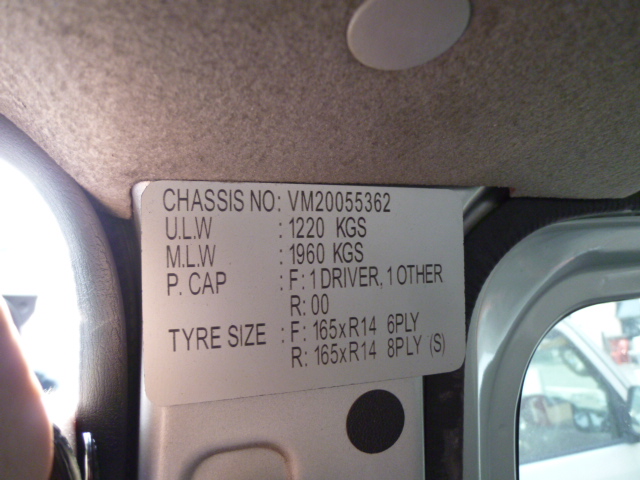 CHASSIS NO: VM20055362
U.L.W : 1220 KGS
M.L.W : 1960 KGS
P. CAP : F: 1 DRIVER, 1 OTHER
R: 00
TYRE SIZE : F: 165xR14 6PLY
R: 165xR14 8PLY (S)